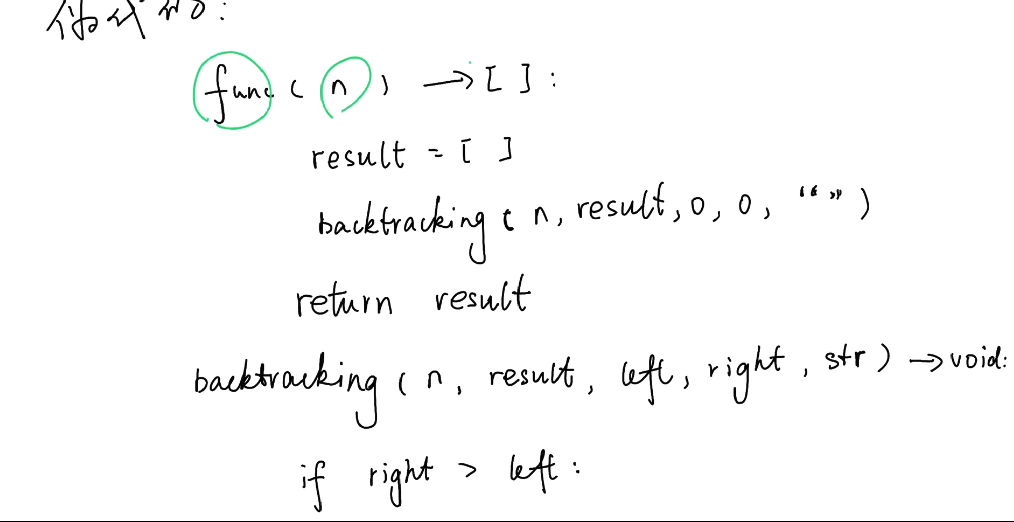 伪代码:
func(n) → [ ]:
result = [ ]
backtracking(n, result, 0, 0, “”)
return result
backtracking(n, result, left, right, str) → void:
if right > left: